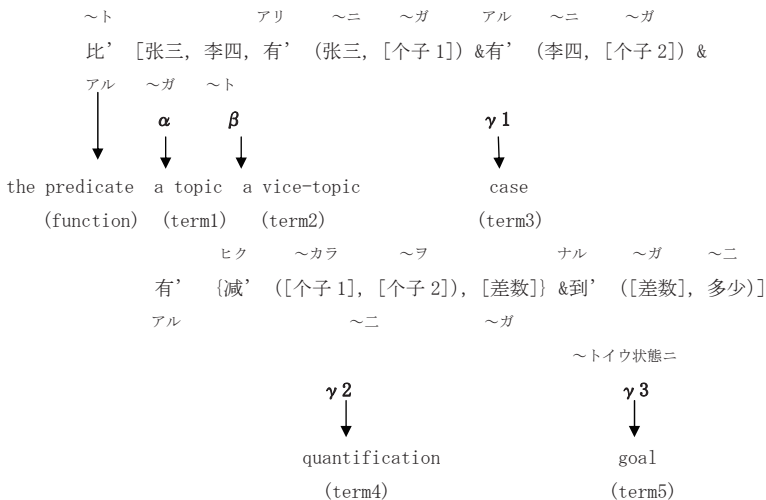 ～ト アリ ～ニ ～ガ アル ～ニ ～ガ
比’ [张三, 李四, 有’ (张三, [个子 1]) &有’ (李四, [个子 2]) &
アル ～ガ ～ト
α β γ1
the predicate a topic a vice-topic case
(function) (term1) (term2) (term3)
ヒク ～カラ ～ヲ ナル ～ガ ～ニ
有’ {减’ ([个子 1], [个子 2]), [差数]} &到’ ([差数], 多少)]
アル ～ニ ～ガ
～トイウ状態ニ
γ2 γ3
quantification goal
(term4) (term5)